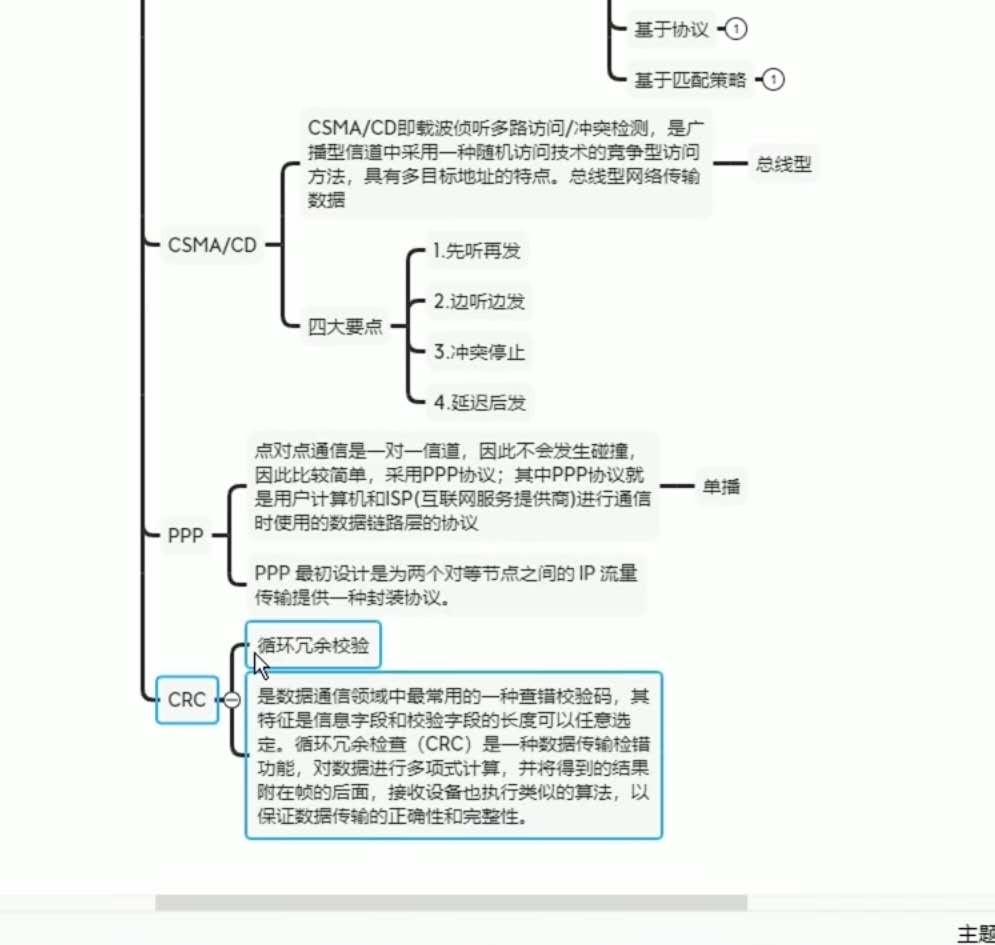 基于协议
1
基于匹配策略
1
CSMA/CD即载波侦听多路访问/冲突检测，是广
播型信道中采用一种随机访问技术的竞争型访问
方法，具有多目标地址的特点。总线型网络传输
数据
总线型
CSMA/CD
1.先听再发
2.边听边发
四大要点
3.冲突停止
4.延迟后发
点对点通信是一对一信道，因此不会发生碰撞，
因此比较简单，采用PPP协议；其中PPP协议就
是用户计算机和ISP(互联网服务提供商)进行通信
时使用的数据链路层的协议
单播
PPP
PPP 最初设计是为两个对等节点之间的 IP 流量
传输提供一种封装协议。
循环冗余校验
CRC
是数据通信领域中最常用的一种查错校验码，其
特征是信息字段和校验字段的长度可以任意选
定。循环冗余检查（CRC）是一种数据传输检错
功能，对数据进行多项式计算，并将得到的结果
附在帧的后面，接收设备也执行类似的算法，以
保证数据传输的正确性和完整性。
主题